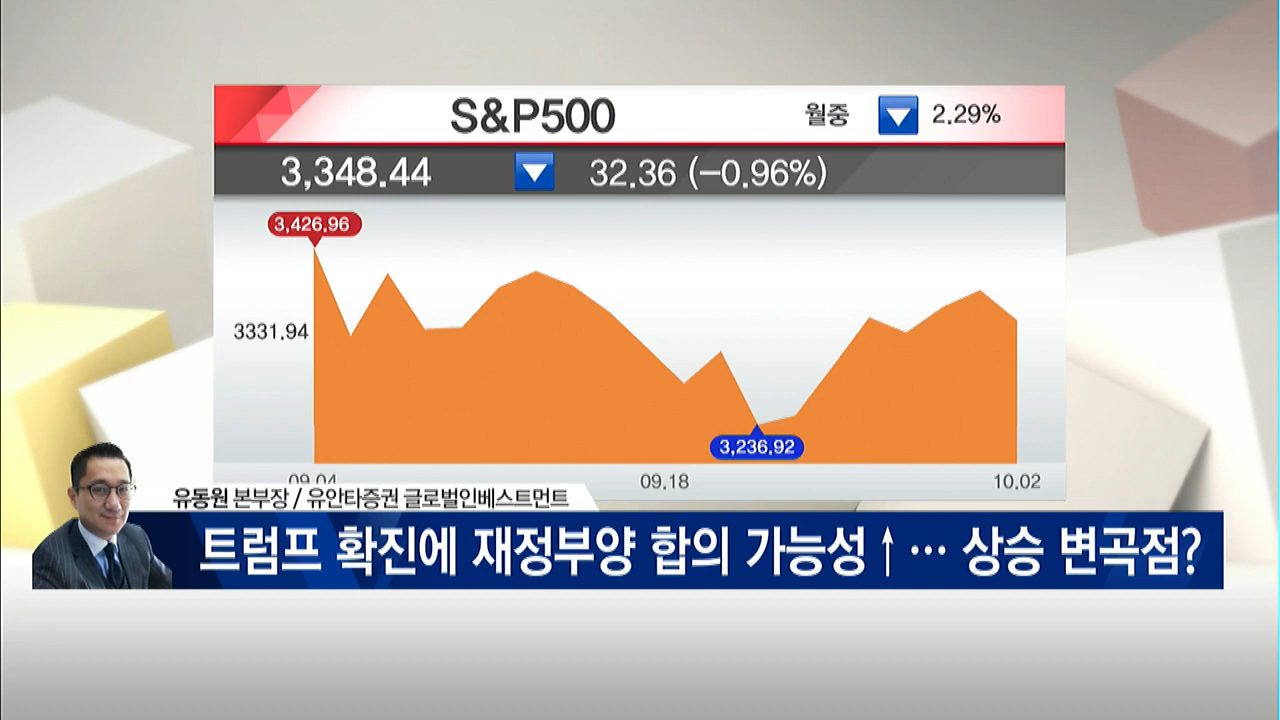 S&P500
월중 ▼ 2.29%
3,348.44 ▼ 32.36 (-0.96%)
3,426.96
3331.94
3,236.92
09.04 09.18 10.02
유동원 본부장 / 유안타증권 글로벌인베스트먼트
트럼프 확진에 재정부양 합의 가능성↑… 상승 변곡점?